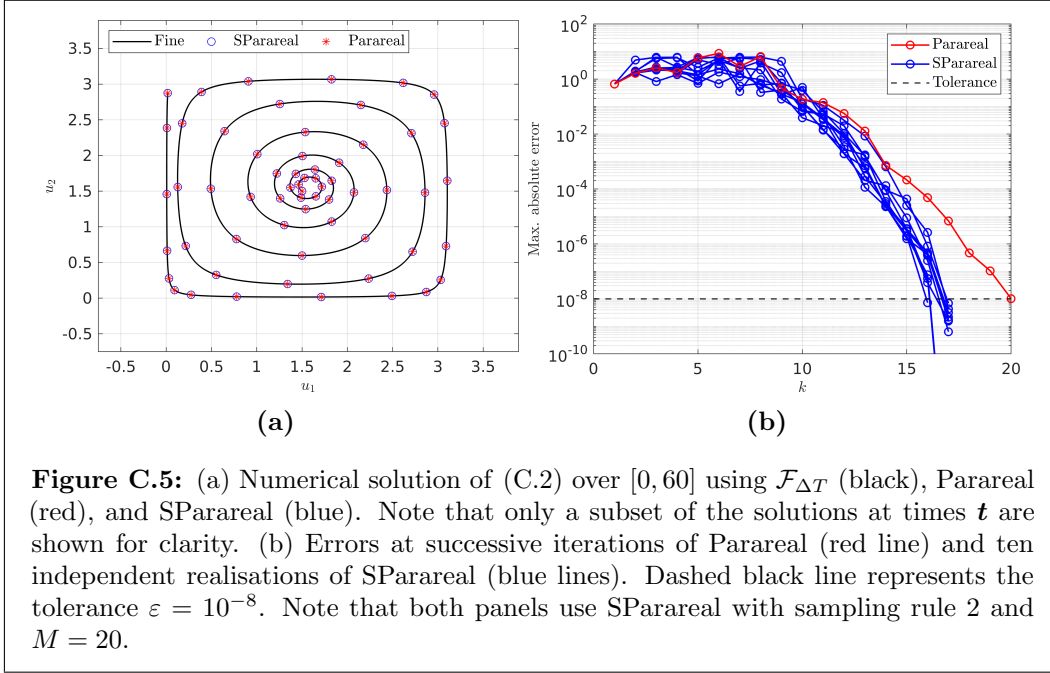 3.5
3
2.5
2
1.5
1
0.5
0
-0.5
u₂
Fine SParareal Parareal
-0.5 0 0.5 1 1.5 2 2.5 3 3.5
u₁
(a)
10²
10⁰
10⁻²
10⁻⁴
10⁻⁶
10⁻⁸
10⁻¹⁰
Max. absolute error
Parareal
SParareal
Tolerance
0 5 10 15 20
k
(b)
Figure C.5: (a) Numerical solution of (C.2) over [0, 60] using 𝓕_ΔT (black), Parareal
(red), and SParareal (blue). Note that only a subset of the solutions at times t are
shown for clarity. (b) Errors at successive iterations of Parareal (red line) and ten
independent realisations of SParareal (blue lines). Dashed black line represents the
tolerance ε = 10⁻⁸. Note that both panels use SParareal with sampling rule 2 and
M = 20.